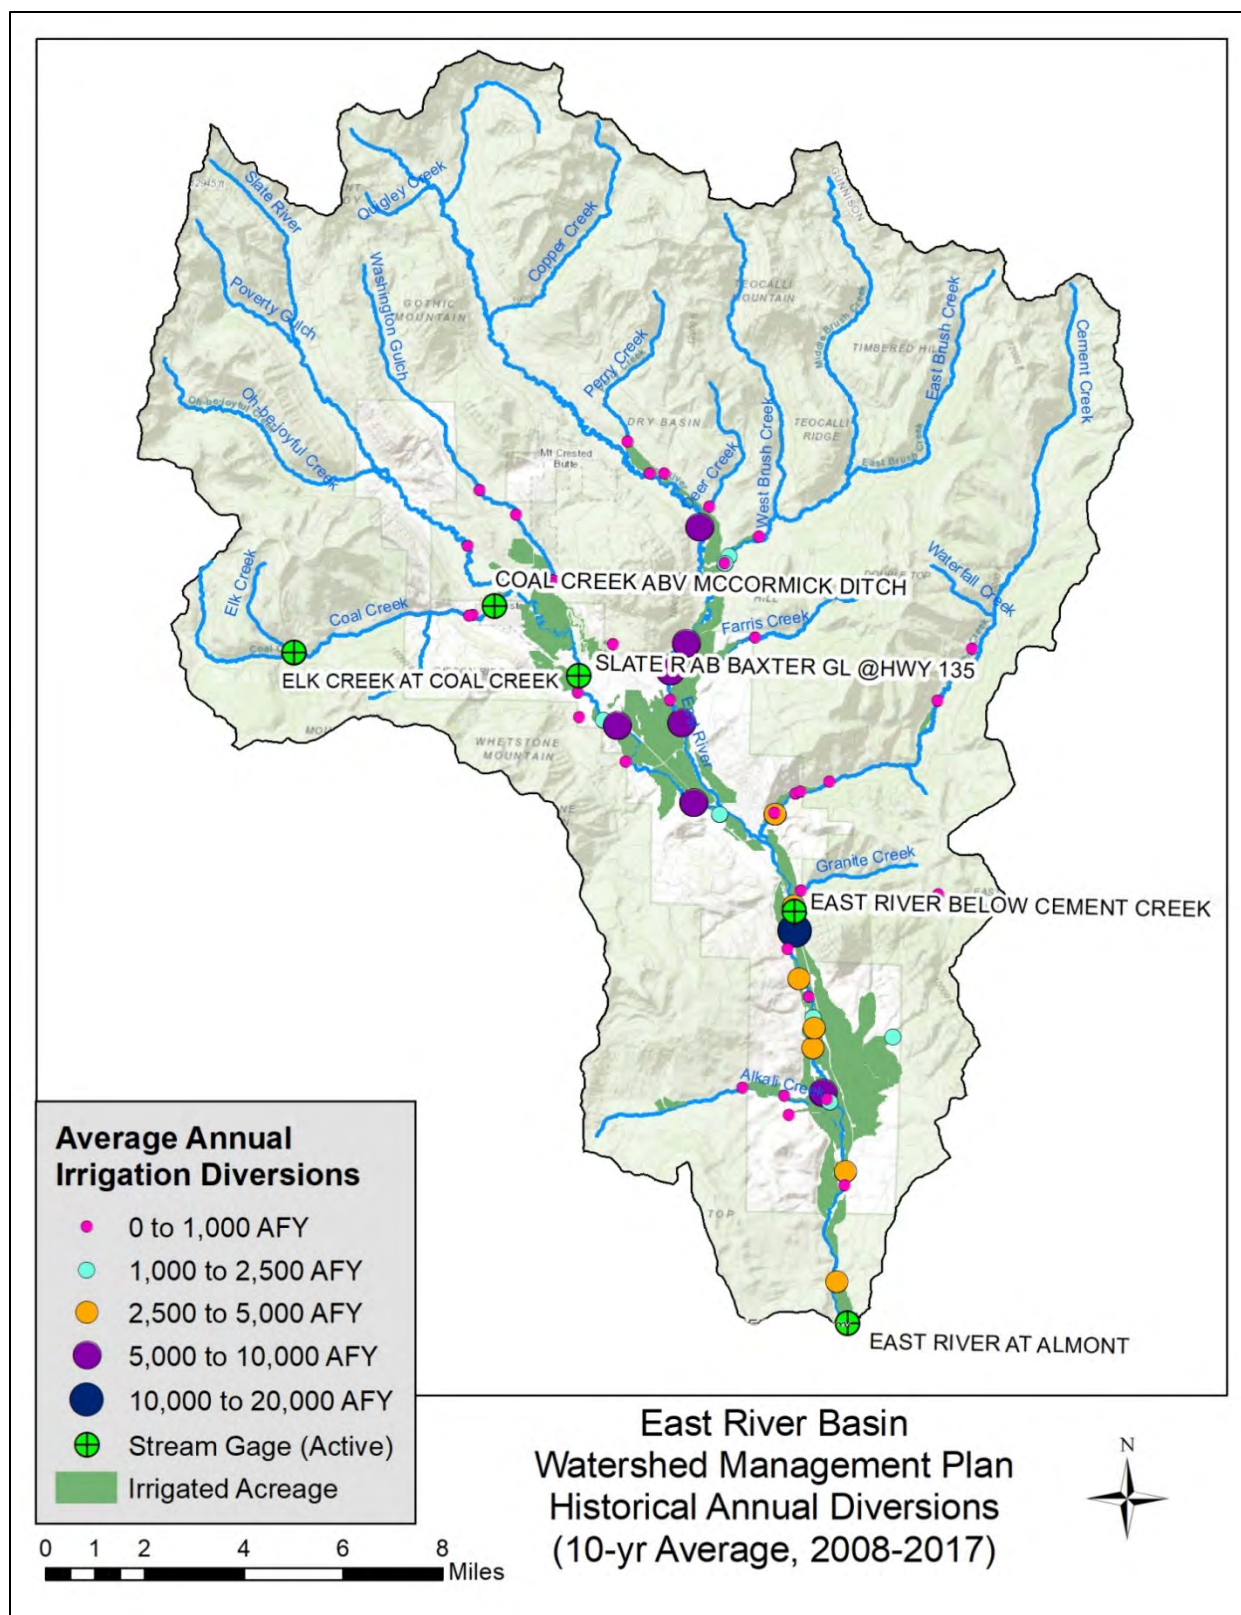 GUNNISON
12945 ft
Slate River
Quigley Creek
Copper Creek
Poverty Gulch
Washington Gulch
GOTHIC
MOUNTAIN
TEOCALLI
MOUNTAIN
Middle Brush Creek
East Brush Creek
Cement Creek
TIMBERED HILL
Perry Creek
DRY BASIN
TEOCALLI
RIDGE
Oh-be-joyful Creek
Mt Crested
Butte
West Brush Creek
East Brush Creek
Elk Creek
Coal Creek
COAL CREEK ABV MCCORMICK DITCH
Waterfall Creek
HILL
Farris Creek
ELK CREEK AT COAL CREEK
SLATE R AB BAXTER GL @HWY 135
East River
WHETSTONE
MOUNTAIN
Granite Creek
EAST RIVER BELOW CEMENT CREEK
Alkali Creek
TOP
EAST RIVER AT ALMONT
Average Annual
Irrigation Diversions
0 to 1,000 AFY
1,000 to 2,500 AFY
2,500 to 5,000 AFY
5,000 to 10,000 AFY
10,000 to 20,000 AFY
Stream Gage (Active)
Irrigated Acreage
0 1 2 4 6 8
Miles
East River Basin
Watershed Management Plan
Historical Annual Diversions
(10-yr Average, 2008-2017)
N